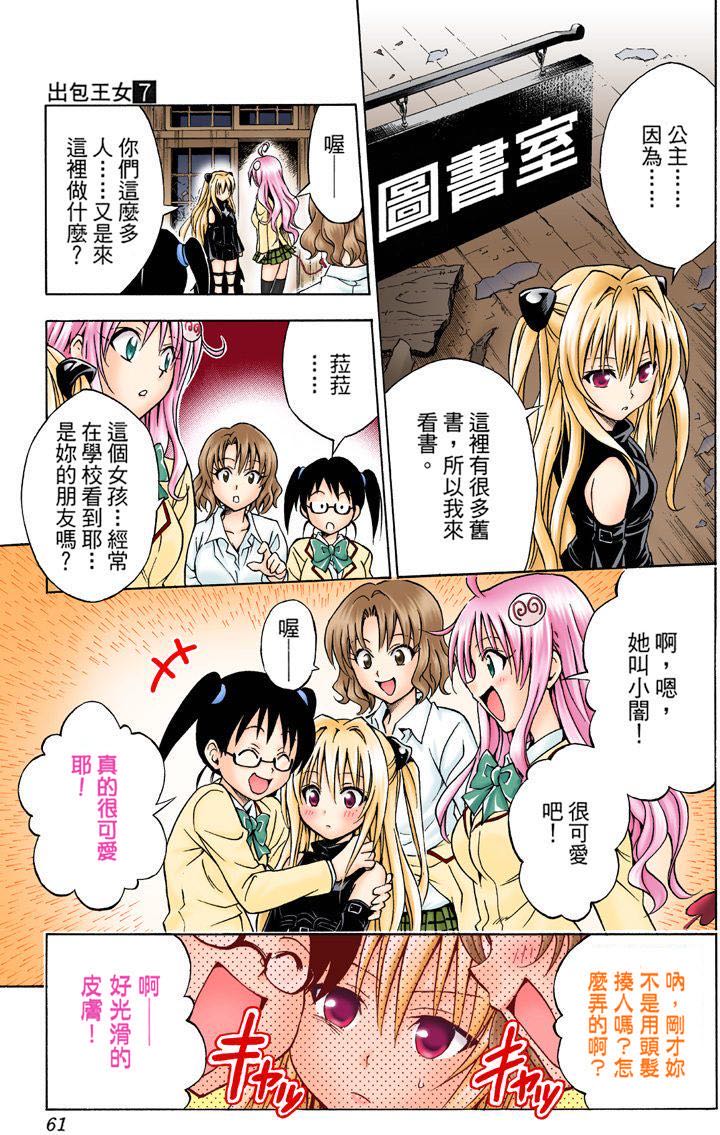 出包王女7
公主……
因為……
圖書室
這裡有很多舊
書，所以我來
看書。
喔──
你們這麼多
人……又是來
這裡做什麼？
菈菈
……
這個女孩…經常
在學校看到耶…
是妳的朋友嗎？
啊，嗯，
她叫小闇！
很可愛
吧！
喔──
真的很可愛
耶！
吶，剛才妳
不是用頭髮
揍人嗎？怎
麼弄的啊？
キャッ
啊──
好光滑的
皮膚！
キャッ
61